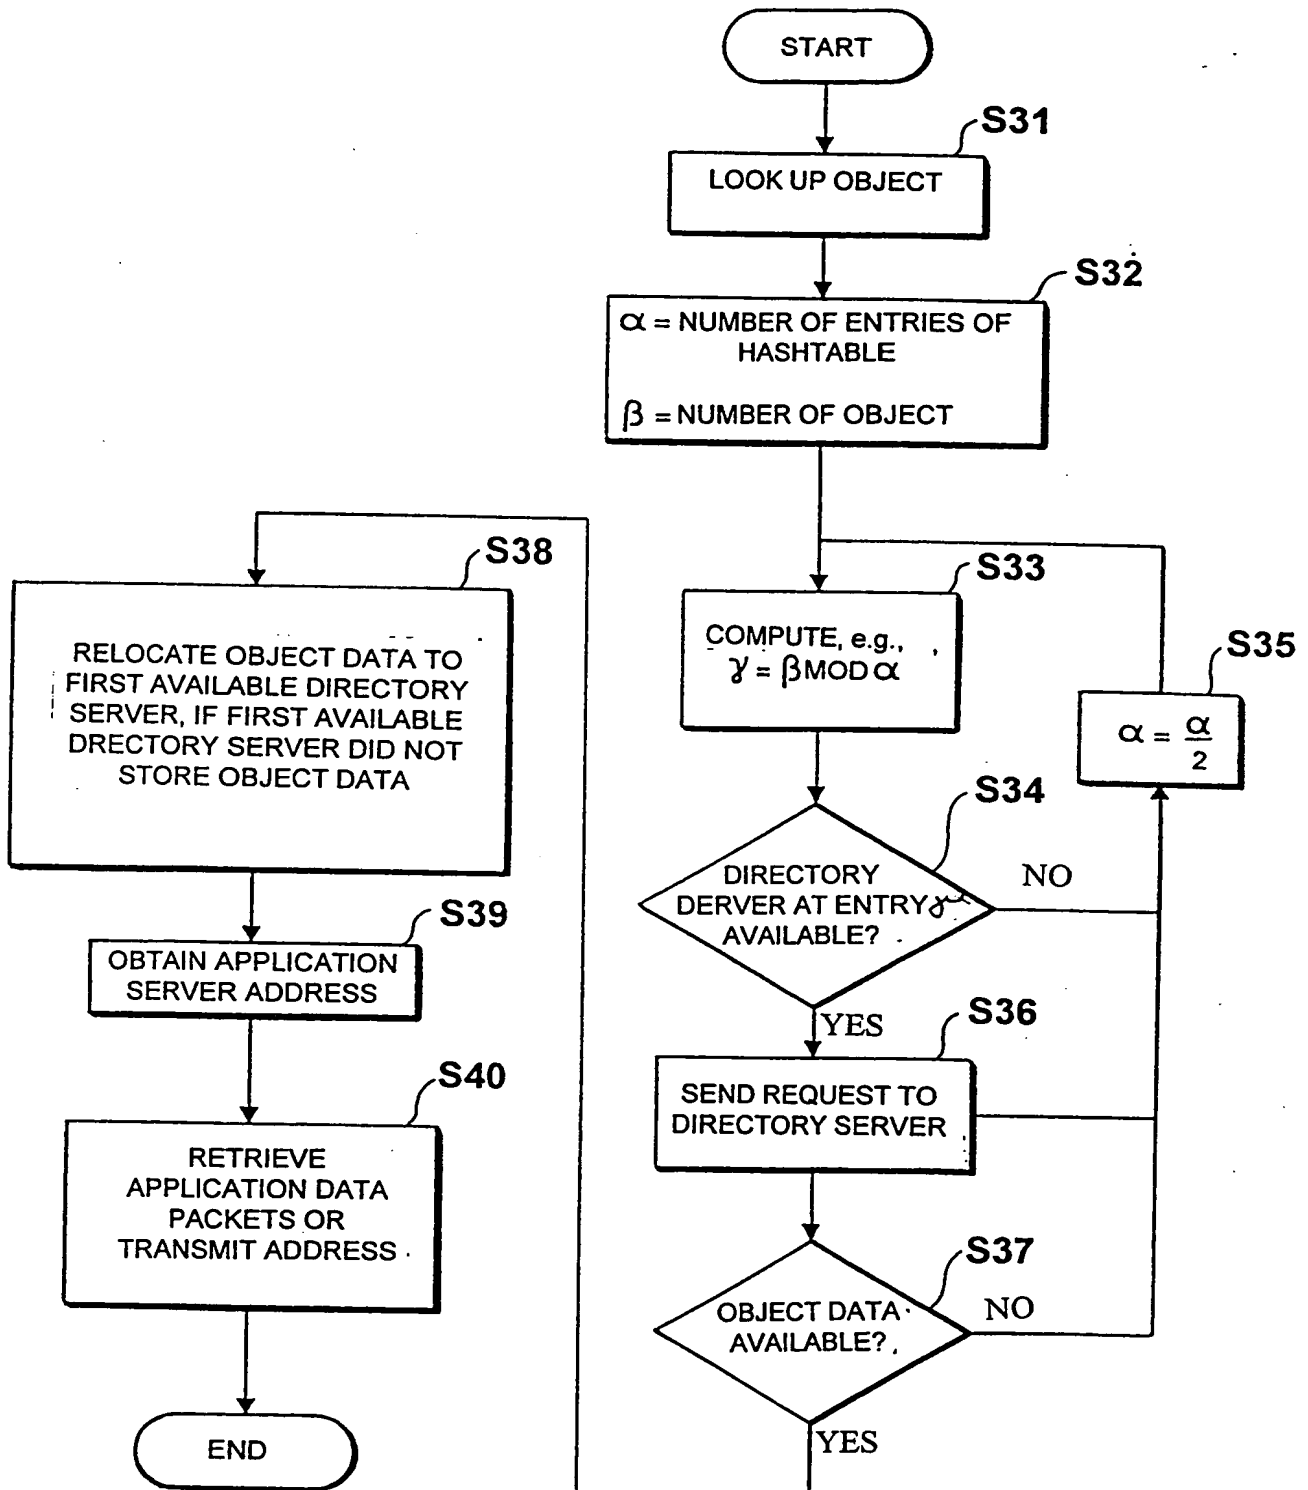 START
S31
LOOK UP OBJECT
S32
α = NUMBER OF ENTRIES OF
HASHTABLE
β = NUMBER OF OBJECT
S33
COMPUTE, e.g.,
γ = β MOD α
S35
α = α/2
S34
DIRECTORY
DERVER AT ENTRY γ
AVAILABLE?
NO
YES
S36
SEND REQUEST TO
DIRECTORY SERVER
S37
OBJECT DATA
AVAILABLE?
NO
YES
S38
RELOCATE OBJECT DATA TO
FIRST AVAILABLE DIRECTORY
SERVER, IF FIRST AVAILABLE
DRECTORY SERVER DID NOT
STORE OBJECT DATA
S39
OBTAIN APPLICATION
SERVER ADDRESS
S40
RETRIEVE
APPLICATION DATA
PACKETS OR
TRANSMIT ADDRESS
END